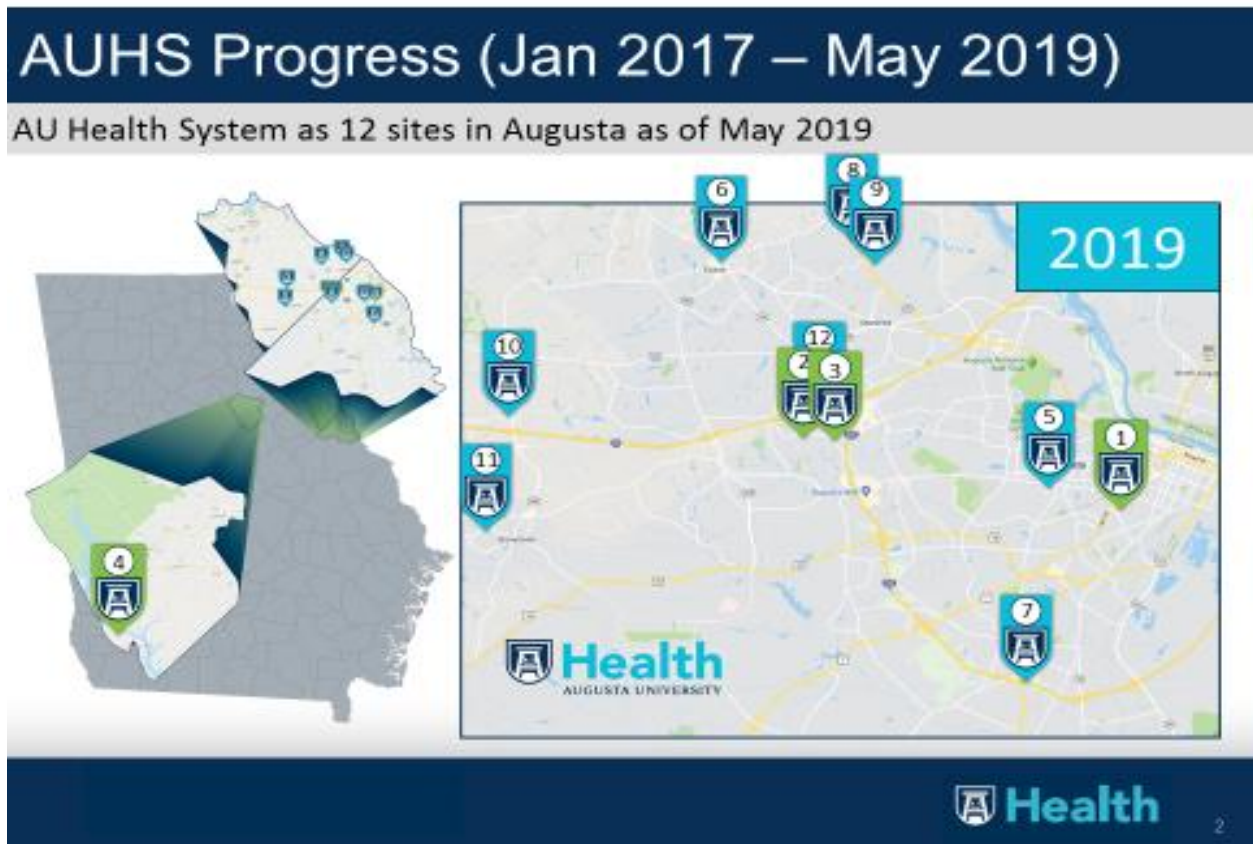 AUHS Progress (Jan 2017 – May 2019)
AU Health System as 12 sites in Augusta as of May 2019
8
6
9
2019
12
10
2
3
5
1
11
4
7
Health
AUGUSTA UNIVERSITY
Health
2